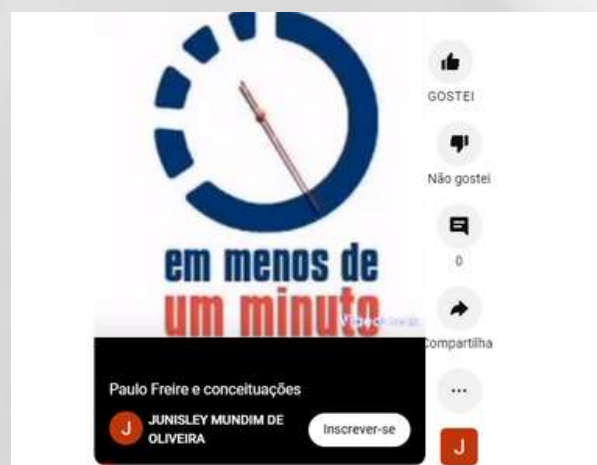 em menos de
um minuto
GOSTEI
Não gostei
0
Compartilha
Paulo Freire e conceituações
J
JUNISLEY MUNDIM DE
OLIVEIRA
Inscrever-se
J